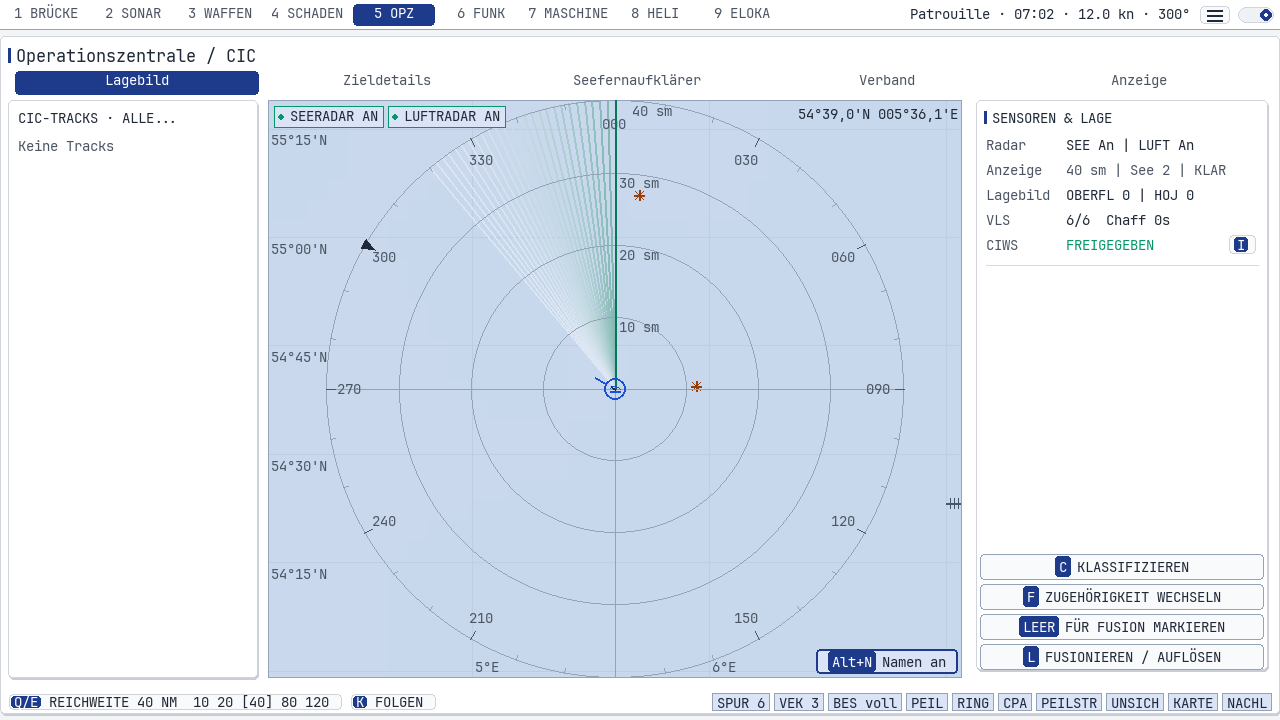 1 BRÜCKE 2 SONAR 3 WAFFEN 4 SCHADEN 5 OPZ 6 FUNK 7 MASCHINE 8 HELI 9 ELOKA Patrouille · 07:02 · 12.0 kn · 300°
Operationszentrale / CIC
Lagebild Zieldetails Seefernaufklärer Verband Anzeige
CIC-TRACKS · ALLE...
Keine Tracks
SEERADAR AN LUFTRADAR AN
54°39,0'N 005°36,1'E
40 sm
000
30 sm
20 sm
10 sm
330
030
300
060
270
090
240
120
210
150
55°15'N
55°00'N
54°45'N
54°30'N
54°15'N
5°E
6°E
Alt+N Namen an
SENSOREN & LAGE
Radar SEE An | LUFT An
Anzeige 40 sm | See 2 | KLAR
Lagebild OBERFL 0 | HOJ 0
VLS 6/6 Chaff 0s
CIWS FREIGEGEBEN I
C KLASSIFIZIEREN
F ZUGEHÖRIGKEIT WECHSELN
LEER FÜR FUSION MARKIEREN
L FUSIONIEREN / AUFLÖSEN
Q/E REICHWEITE 40 NM 10 20 [40] 80 120 K FOLGEN
SPUR 6 VEK 3 BES voll PEIL RING CPA PEILSTR UNSICH KARTE NACHL